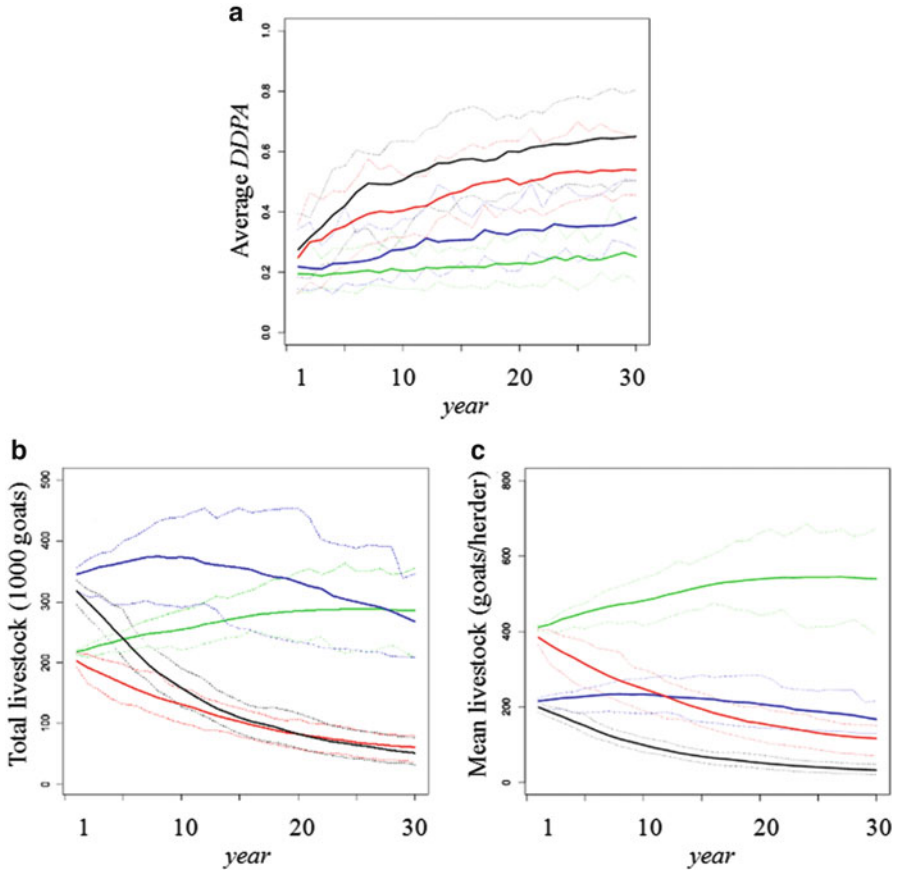 a
Average DDPA
1.0
0.8
0.6
0.4
0.2
0.0
1 10 20 30
year
b
Total livestock (1000 goats)
500
400
300
200
100
0
1 10 20 30
year
c
Mean livestock (goats/herder)
800
600
400
200
0
1 10 20 30
year